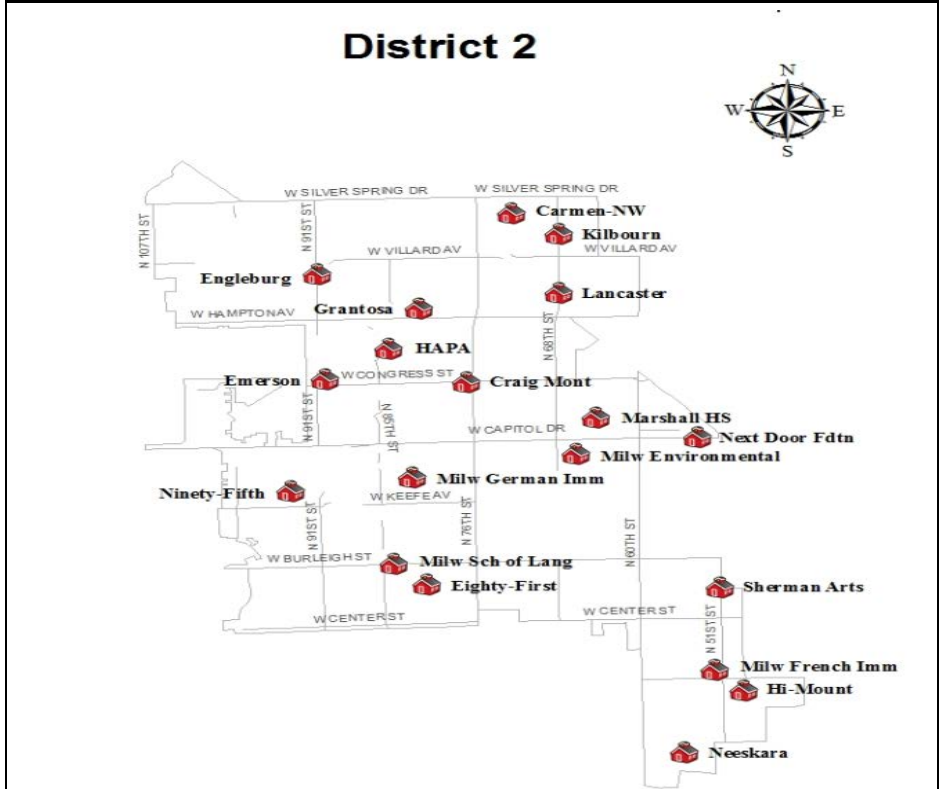 District 2
N
W E
S
W SILVER SPRING DR
W SILVER SPRING DR
Carmen-NW
Kilbourn
N 107TH ST
N 91ST ST
W VILLARD AV
W VILLARD AV
Engleburg
Lancaster
Grantosa
W HAMPTON AV
N 68TH ST
HAPA
W CONGRESS ST
Emerson
Craig Mont
N 91ST ST
N 85TH ST
Marshall HS
W CAPITOL DR
Next Door Fdtn
Milw Environmental
Milw German Imm
Ninety-Fifth
W KEEFE AV
N 91ST ST
N 76TH ST
N 60TH ST
W BURLEIGH ST
Milw Sch of Lang
Eighty-First
Sherman Arts
W CENTER ST
W CENTER ST
N 51ST ST
Milw French Imm
Hi-Mount
Neeskara